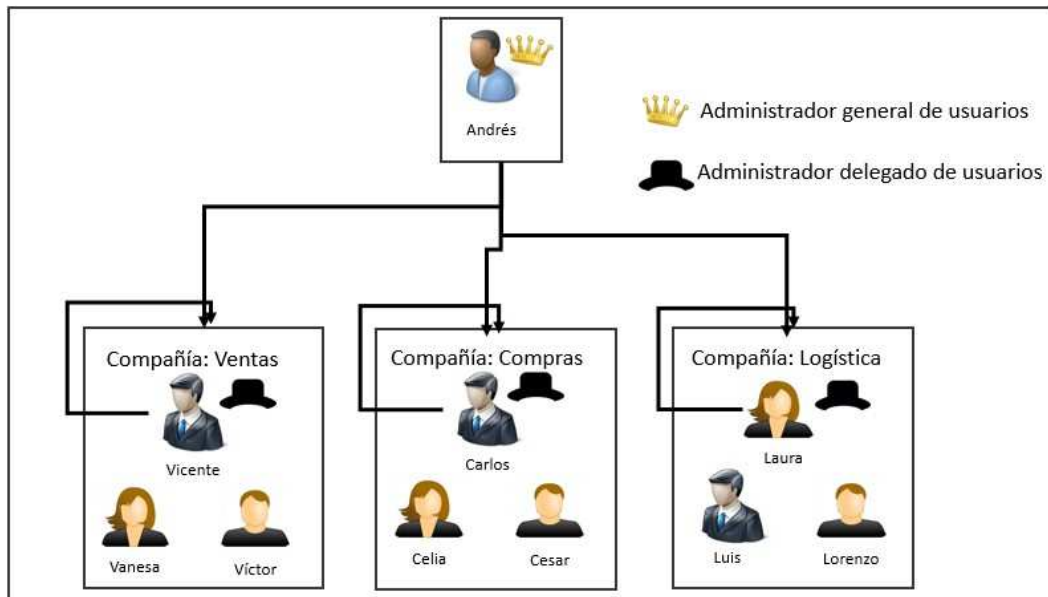 Andrés
Administrador general de usuarios
Administrador delegado de usuarios
Compañía: Ventas
Vicente
Vanesa
Víctor
Compañía: Compras
Carlos
Celia
Cesar
Compañía: Logística
Laura
Luis
Lorenzo